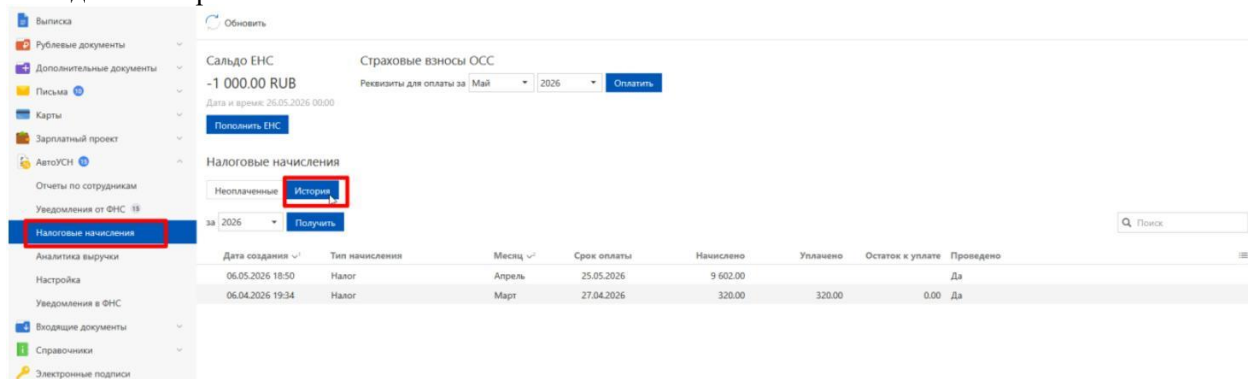 Выписка
Рублевые документы
Дополнительные документы
Письма
Карты
Зарплатный проект
АвтоУСН 15
Отчеты по сотрудникам
Уведомления от ФНС 15
Налоговые начисления
Аналитика выручки
Настройка
Уведомления в ФНС
Входящие документы
Справочники
Электронные подписи
Обновить
Сальдо ЕНС
-1 000.00 RUB
Дата и время: 26.05.2026 00:00
Пополнить ЕНС
Страховые взносы ОСС
Реквизиты для оплаты за Май 2026 Оплатить
Налоговые начисления
Неоплаченные История
за 2026 Получить
Поиск
Дата создания 1 Тип начисления Месяц 2 Срок оплаты Начислено Уплачено Остаток к уплате Проведено
06.05.2026 18:50 Налог Апрель 25.05.2026 9 602.00 Да
06.04.2026 19:34 Налог Март 27.04.2026 320.00 320.00 0.00 Да